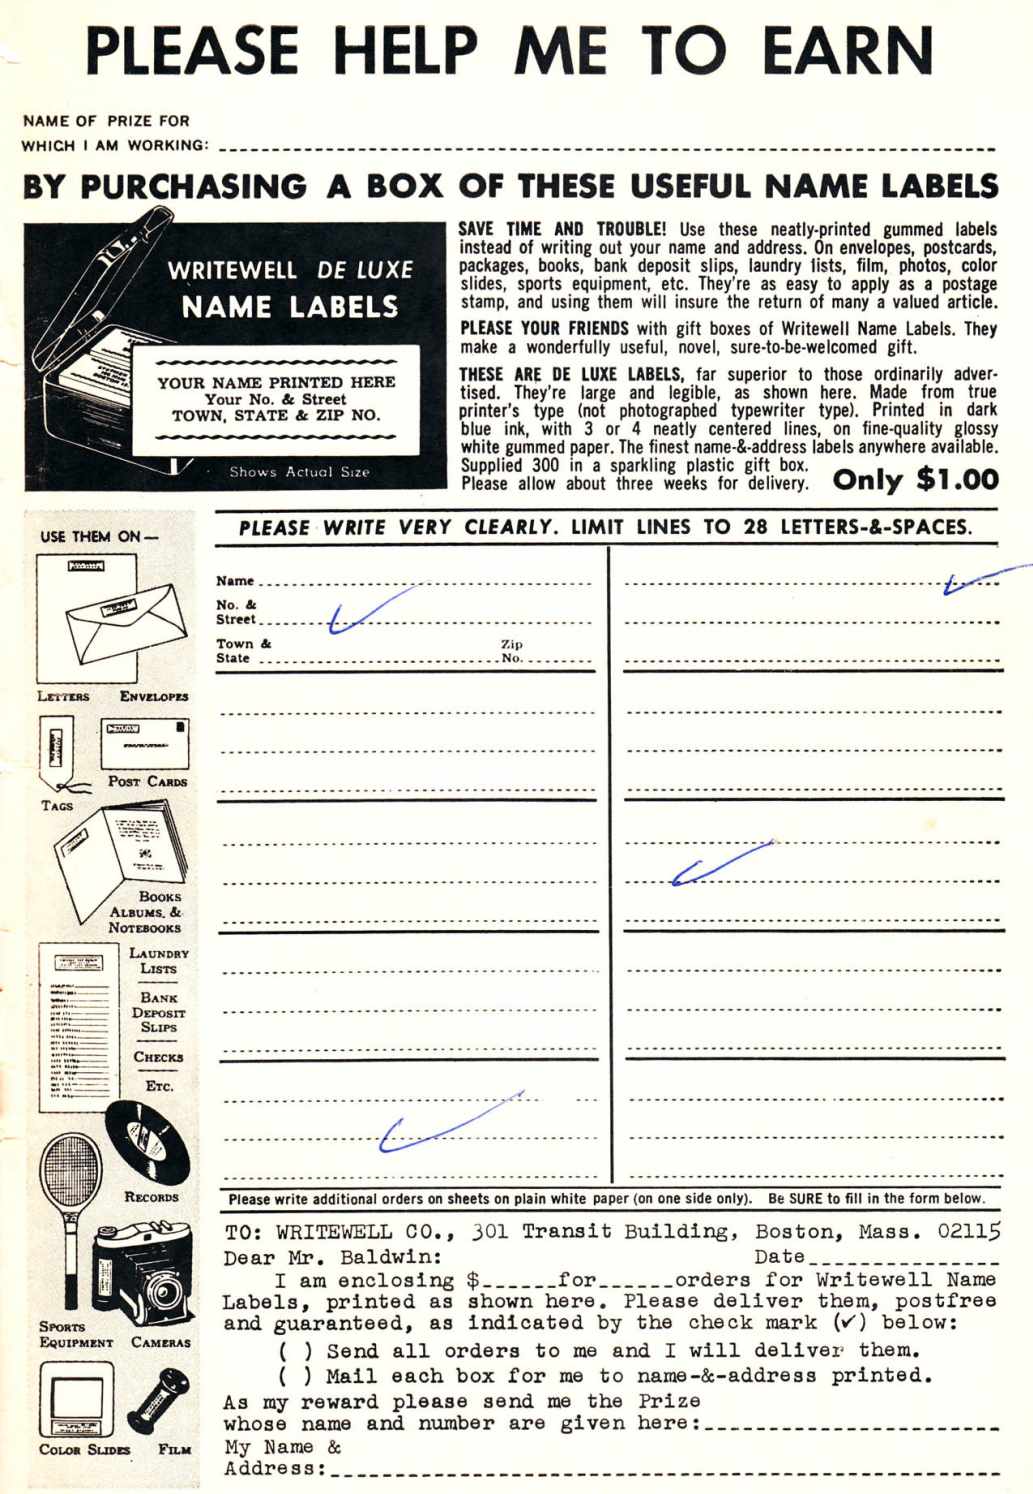 PLEASE HELP ME TO EARN
NAME OF PRIZE FOR
WHICH I AM WORKING:
BY PURCHASING A BOX OF THESE USEFUL NAME LABELS
WRITEWELL DE LUXE
NAME LABELS
YOUR NAME PRINTED HERE
Your No. & Street
TOWN, STATE & ZIP NO.
Shows Actual Size
SAVE TIME AND TROUBLE! Use these neatly-printed gummed labels
instead of writing out your name and address. On envelopes, postcards,
packages, books, bank deposit slips, laundry lists, film, photos, color
slides, sports equipment, etc. They're as easy to apply as a postage
stamp, and using them will insure the return of many a valued article.
PLEASE YOUR FRIENDS with gift boxes of Writewell Name Labels. They
make a wonderfully useful, novel, sure-to-be-welcomed gift.
THESE ARE DE LUXE LABELS, far superior to those ordinarily adver-
tised. They're large and legible, as shown here. Made from true
printer's type (not photographed typewriter type). Printed in dark
blue ink, with 3 or 4 neatly centered lines, on fine-quality glossy
white gummed paper. The finest name-&-address labels anywhere available.
Supplied 300 in a sparkling plastic gift box.
Please allow about three weeks for delivery. Only $1.00
USE THEM ON—
LETTERS ENVELOPES
POST CARDS
TAGS
BOOKS
ALBUMS, &
NOTEBOOKS
LAUNDRY
LISTS
BANK
DEPOSIT
SLIPS
CHECKS
ETC.
RECORDS
SPORTS
EQUIPMENT CAMERAS
COLOR SLIDES FILM
PLEASE WRITE VERY CLEARLY. LIMIT LINES TO 28 LETTERS-&-SPACES.
Name
No. &
Street
Town & Zip
State No.
Please write additional orders on sheets on plain white paper (on one side only). Be SURE to fill in the form below.
TO: WRITEWELL CO., 301 Transit Building, Boston, Mass. 02115
Dear Mr. Baldwin: Date
I am enclosing $______for______orders for Writewell Name
Labels, printed as shown here. Please deliver them, postfree
and guaranteed, as indicated by the check mark (✓) below:
( ) Send all orders to me and I will deliver them.
( ) Mail each box for me to name-&-address printed.
As my reward please send me the Prize
whose name and number are given here:
My Name &
Address: